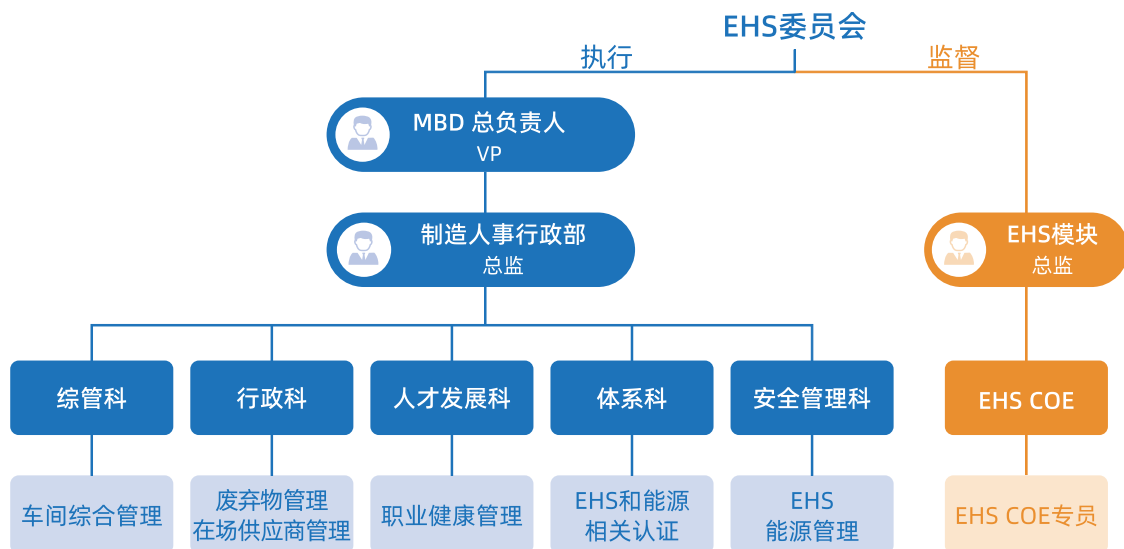 EHS委员会
执行
监督
MBD 总负责人
VP
制造人事行政部
总监
EHS模块
总监
综管科
行政科
人才发展科
体系科
安全管理科
EHS COE
车间综合管理
废弃物管理
在场供应商管理
职业健康管理
EHS和能源
相关认证
EHS
能源管理
EHS COE专员